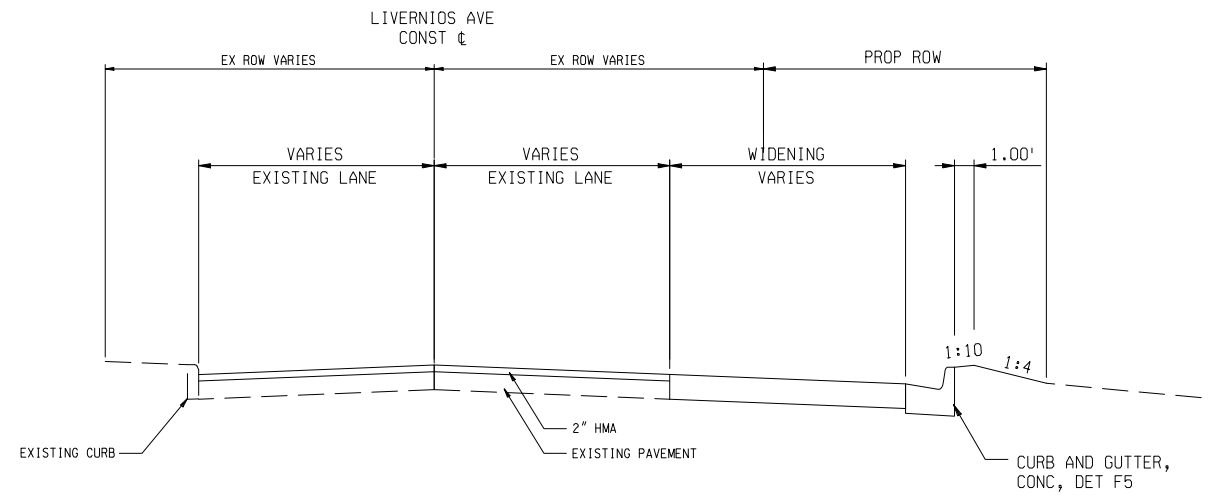 LIVERNIOS AVE
CONST ℄
EX ROW VARIES
EX ROW VARIES
PROP ROW
VARIES
EXISTING LANE
VARIES
EXISTING LANE
WIDENING
VARIES
1.00'
1:10
1:4
2" HMA
EXISTING CURB
EXISTING PAVEMENT
CURB AND GUTTER,
CONC, DET F5